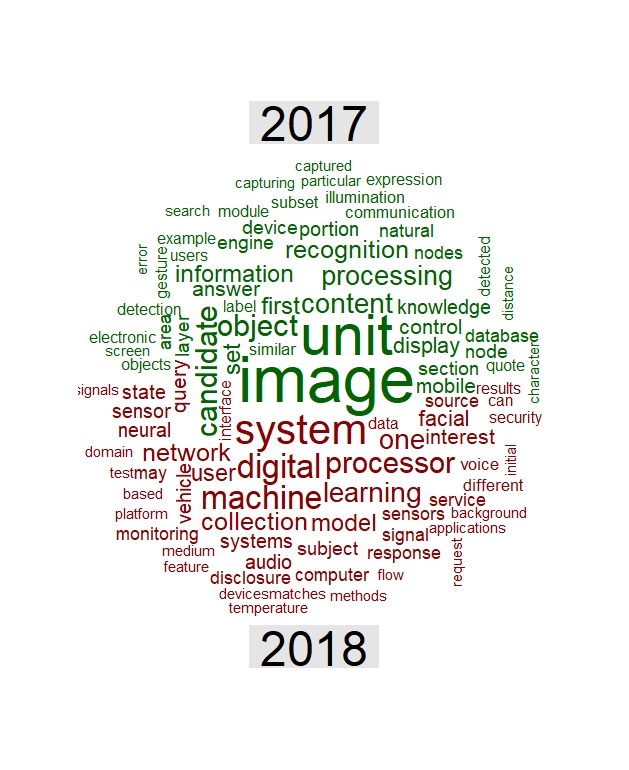 2017
captured
capturing particular expression
subset illumination
search module communication
device portion natural
example engine recognition nodes
users
error
gesture
information processing
detected
distance
answer
label first content knowledge
detection
area
layer
candidate
object unit control
electronic
set similar display database
screen
node
objects
image section quote
character
mobile
signals state query interface results
sensor source can
system data facial security
neural one interest
domain network
test may user digital processor voice initial
vehicle
different
based machine learning service
platform collection model sensors background
monitoring signal applications
systems subject response
medium
request
feature audio
disclosure computer flow
devices matches methods
temperature
2018